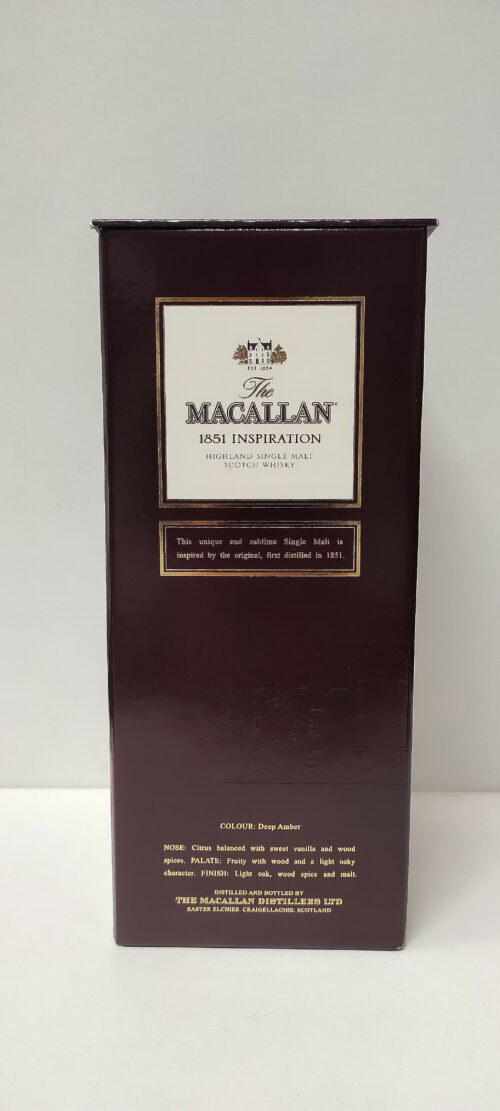 EST. 1824
The
MACALLAN®
1851 INSPIRATION
HIGHLAND SINGLE MALT
SCOTCH WHISKY
This unique and sublime Single Malt is
inspired by the original, first distilled in 1851.
COLOUR: Deep Amber
NOSE: Citrus balanced with sweet vanilla and wood
spices. PALATE: Fruity with wood and a light oaky
character. FINISH: Light oak, wood spice and malt.
DISTILLED AND BOTTLED BY
THE MACALLAN DISTILLERS LTD
EASTER ELCHIES, CRAIGELLACHIE, SCOTLAND